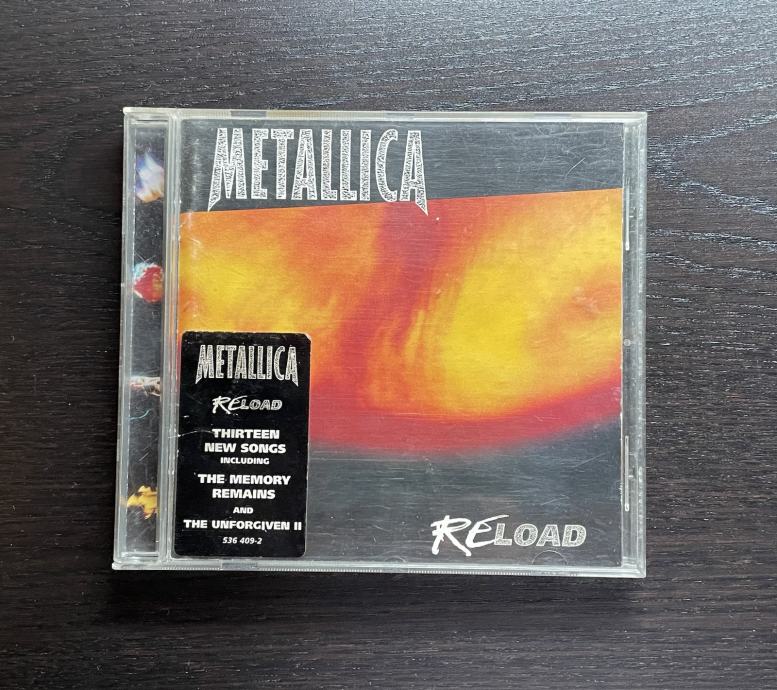 METALLICA
METALLICA
RELOAD
THIRTEEN
NEW SONGS
INCLUDING
THE MEMORY
REMAINS
AND
THE UNFORGIVEN II
536 409-2
RELOAD